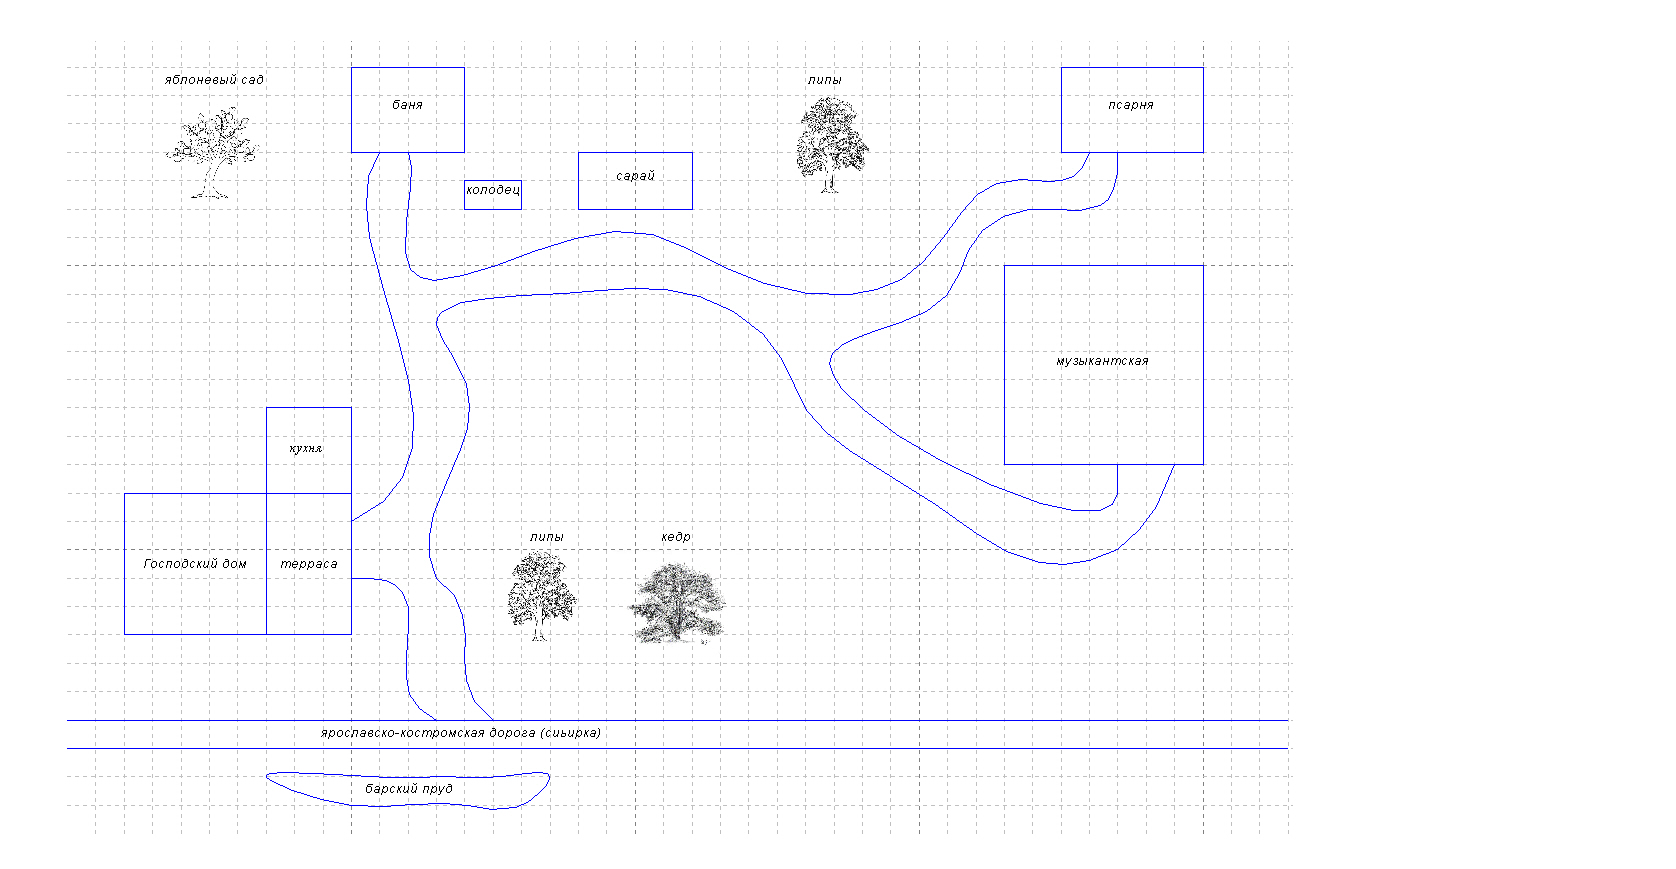 яблоневый сад
баня
липы
псарня
колодец
сарай
музыкантская
кухня
липы
кедр
Господский дом
терраса
ярославско-костромская дорога (сиьирка)
барский пруд